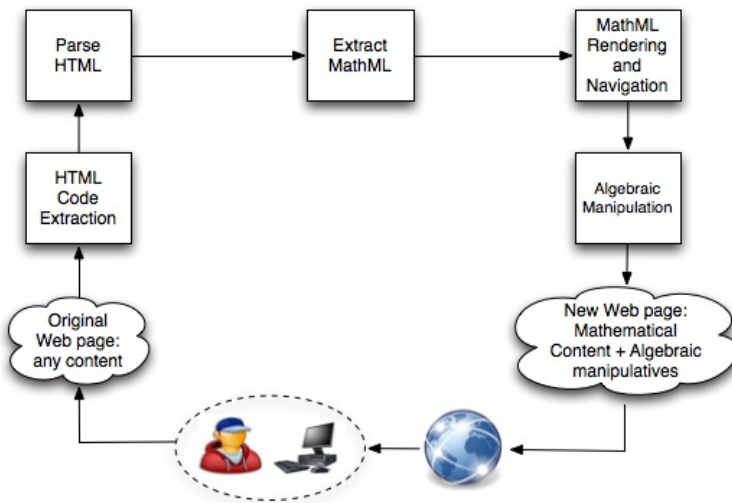 Parse
HTML
Extract
MathML
MathML
Rendering
and
Navigation
HTML
Code
Extraction
Algebraic
Manipulation
Original
Web page:
any content
New Web page:
Mathematical
Content + Algebraic
manipulatives